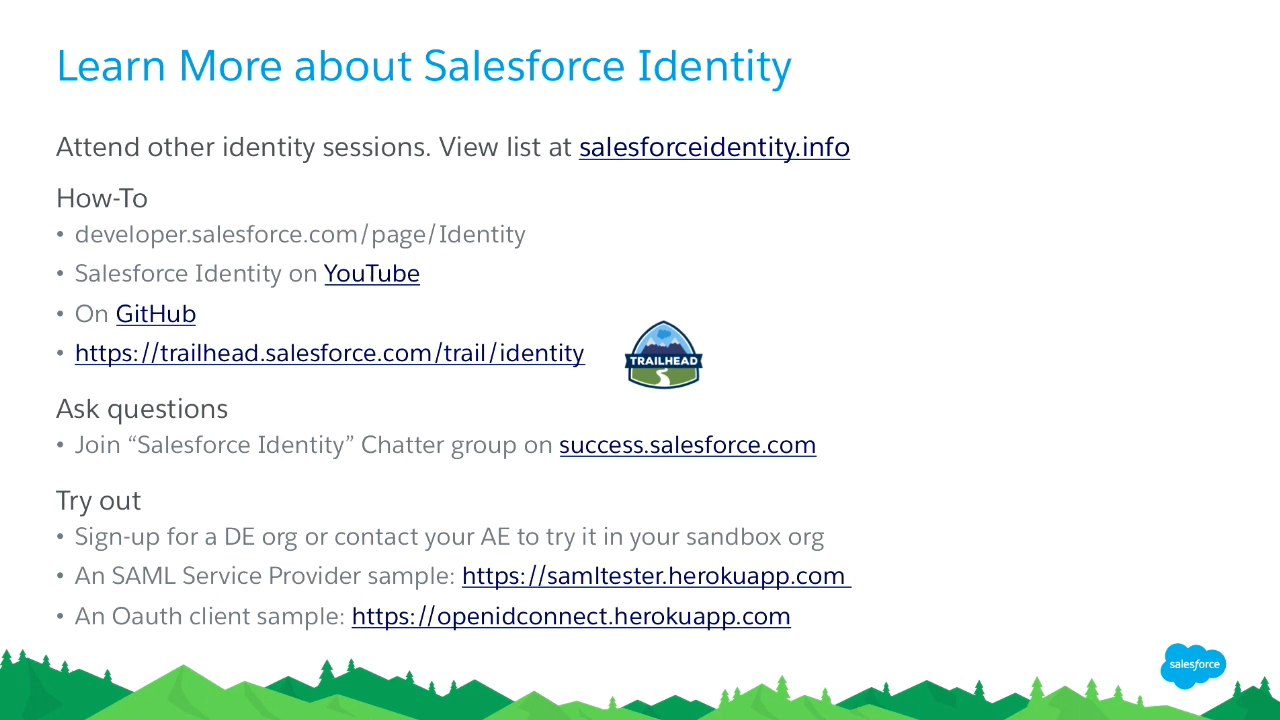 Learn More about Salesforce Identity
Attend other identity sessions. View list at salesforceidentity.info
How-To
• developer.salesforce.com/page/Identity
• Salesforce Identity on YouTube
• On GitHub
• https://trailhead.salesforce.com/trail/identity
TRAILHEAD
Ask questions
• Join “Salesforce Identity” Chatter group on success.salesforce.com
Try out
• Sign-up for a DE org or contact your AE to try it in your sandbox org
• An SAML Service Provider sample: https://samltester.herokuapp.com
• An Oauth client sample: https://openidconnect.herokuapp.com
salesforce